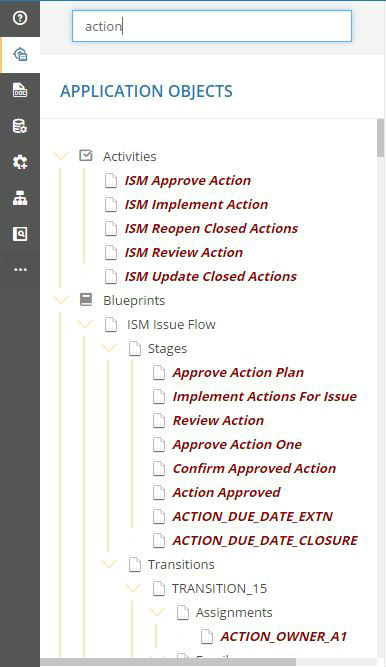 action
APPLICATION OBJECTS
Activities
ISM Approve Action
ISM Implement Action
ISM Reopen Closed Actions
ISM Review Action
ISM Update Closed Actions
Blueprints
ISM Issue Flow
Stages
Approve Action Plan
Implement Actions For Issue
Review Action
Approve Action One
Confirm Approved Action
Action Approved
ACTION_DUE_DATE_EXTN
ACTION_DUE_DATE_CLOSURE
Transitions
TRANSITION_15
Assignments
ACTION_OWNER_A1